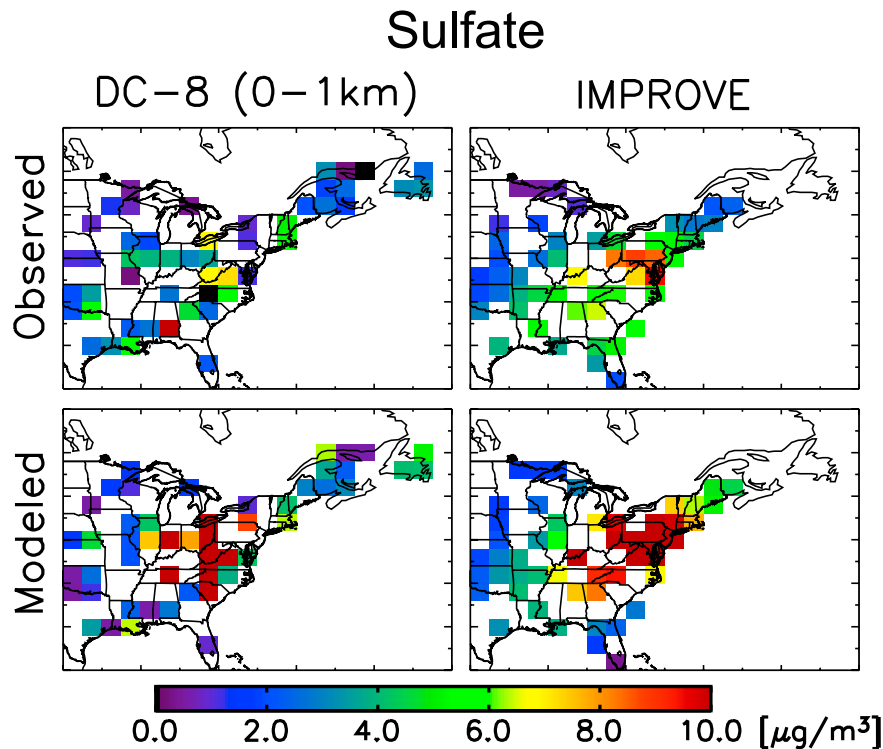 Sulfate
DC-8 (0-1km)
IMPROVE
Observed
Modeled
0.0 2.0 4.0 6.0 8.0 10.0 [μg/m³]